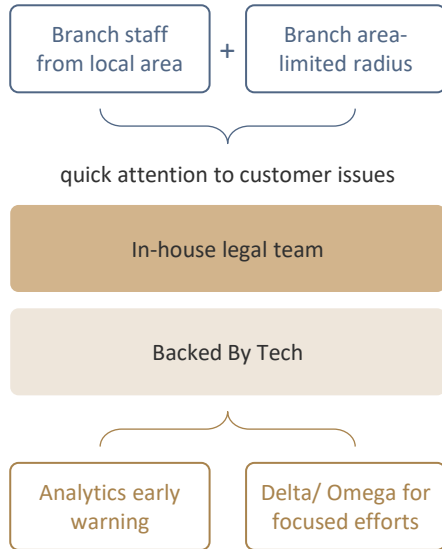 Branch staff
from local area
+
Branch area-
limited radius
quick attention to customer issues
In-house legal team
Backed By Tech
Analytics early
warning
Delta/ Omega for
focused efforts